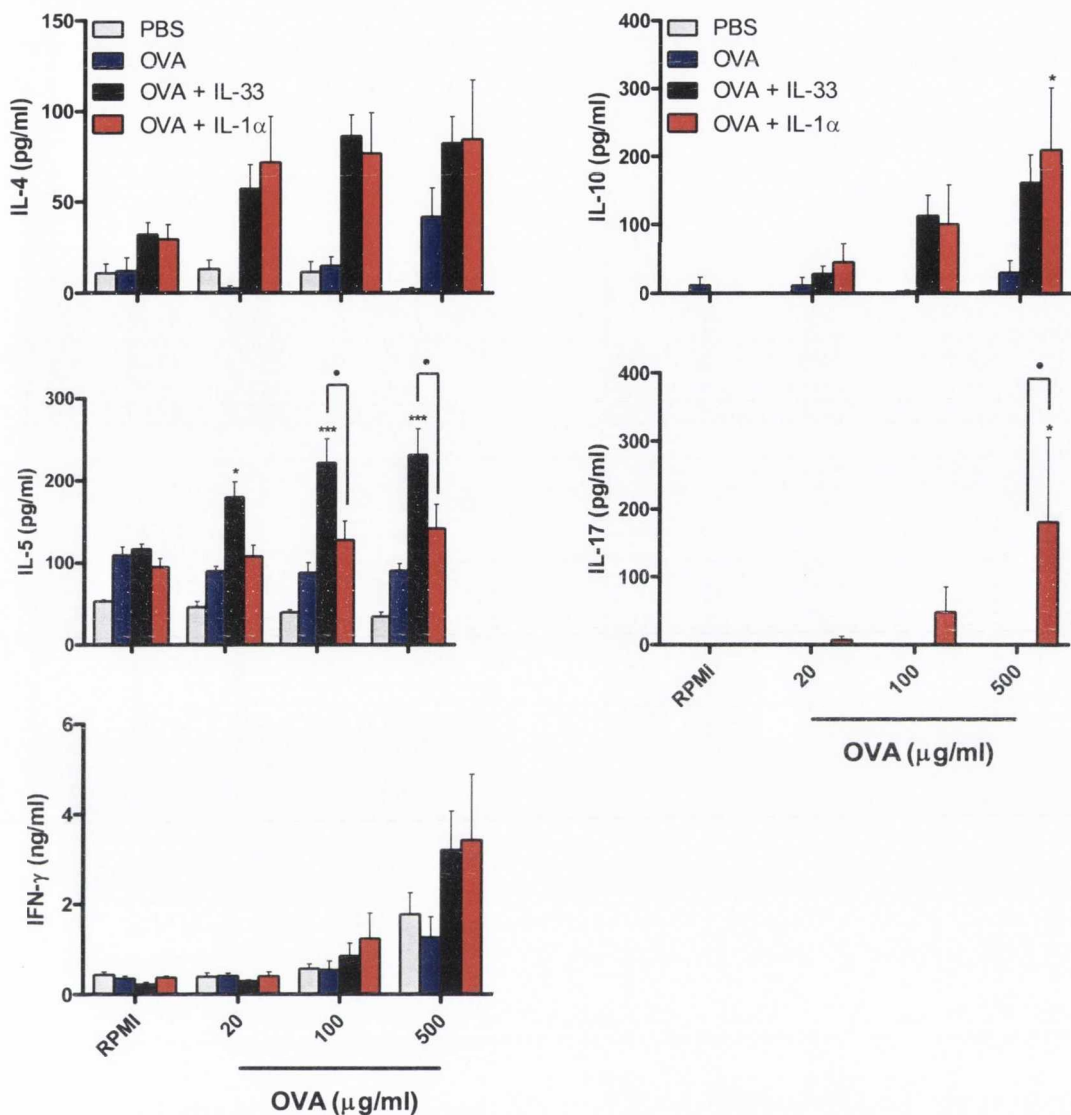 150
100
50
0
IL-4 (pg/ml)
PBS
OVA
OVA + IL-33
OVA + IL-1α
400
300
200
100
0
IL-10 (pg/ml)
PBS
OVA
OVA + IL-33
OVA + IL-1α
*
300
200
100
0
IL-5 (pg/ml)
*
***
•
***
•
400
300
200
100
0
IL-17 (pg/ml)
•
*
RPMI
20
100
500
OVA (μg/ml)
6
4
2
0
IFN-γ (ng/ml)
RPMI
20
100
500
OVA (μg/ml)